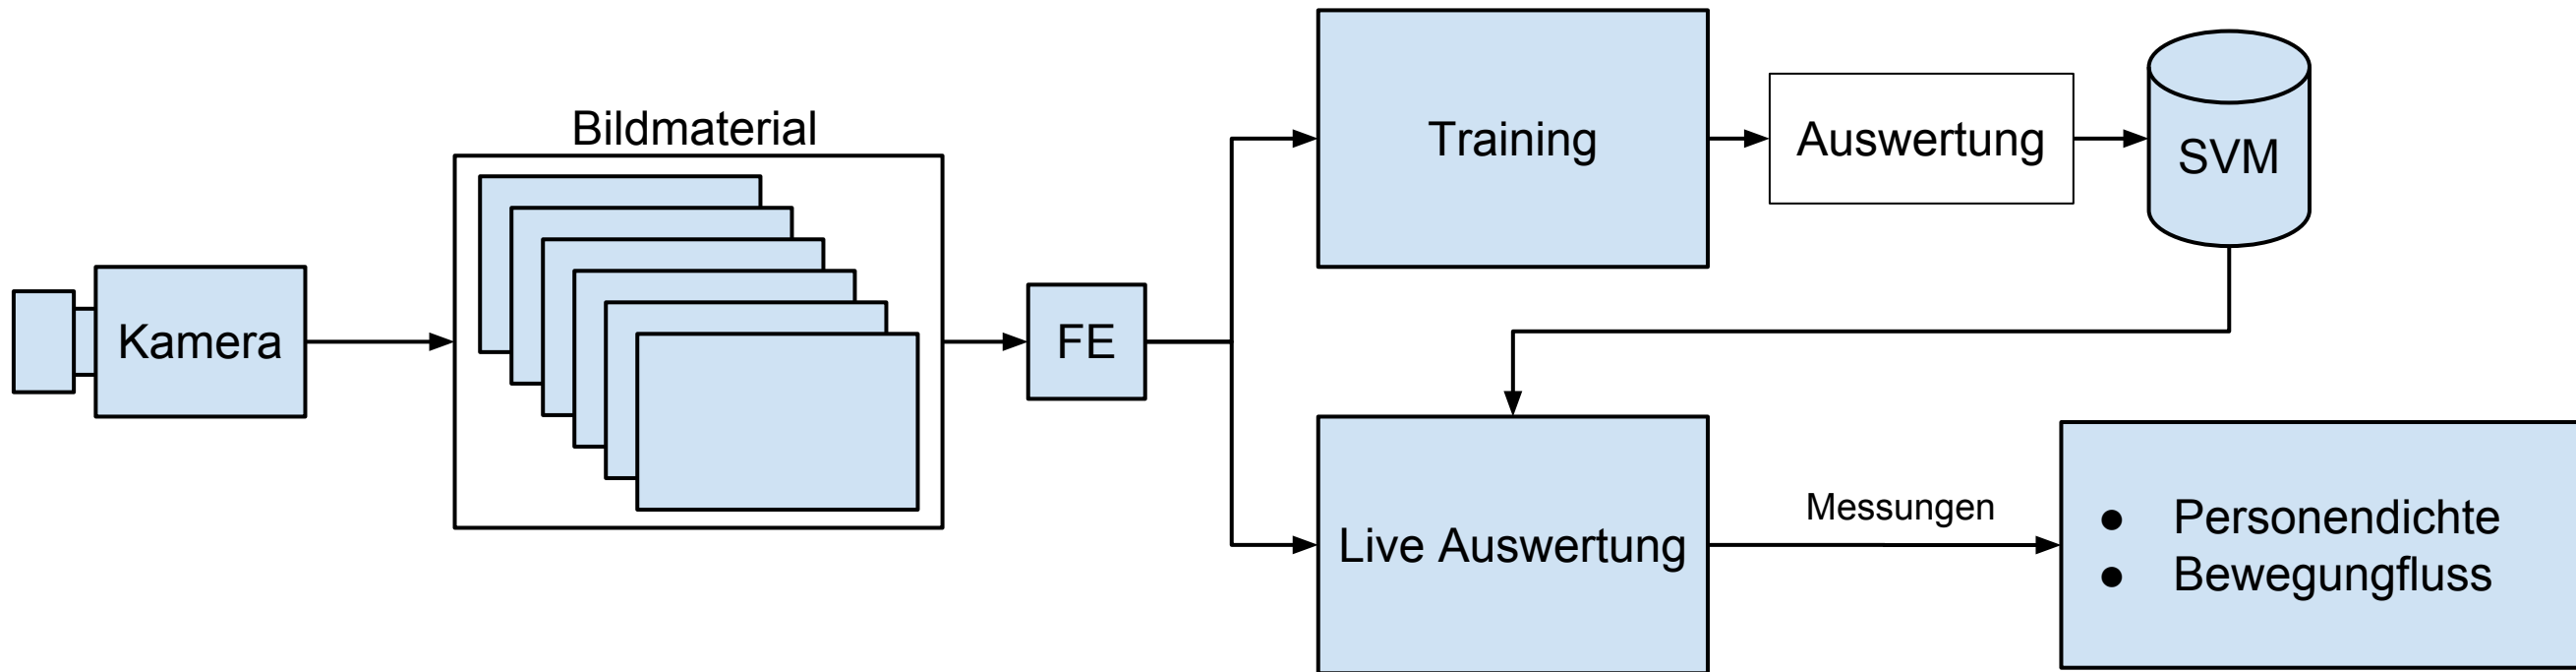 Bildmaterial
Kamera
FE
Training
Auswertung
SVM
Live Auswertung
Messungen
● Personendichte
● Bewegungfluss